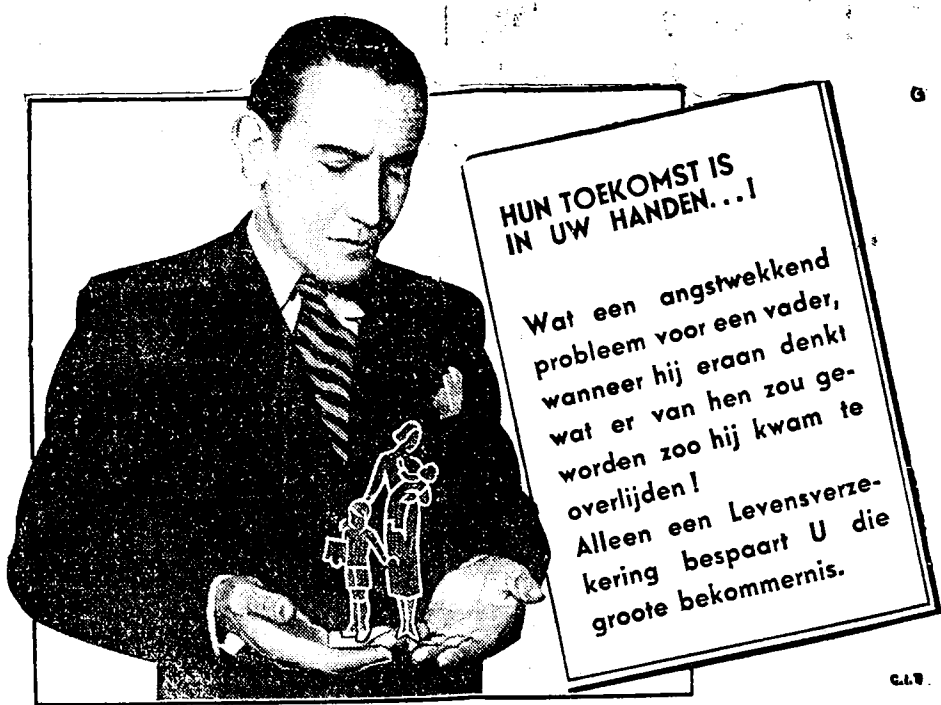 HUN TOEKOMST IS
IN UW HANDEN...!
Wat een angstwekkend
probleem voor een vader,
wanneer hij eraan denkt
wat er van hen zou ge-
worden zoo hij kwam te
overlijden!
Alleen een Levensverze-
kering bespaart U die
groote bekommernis.